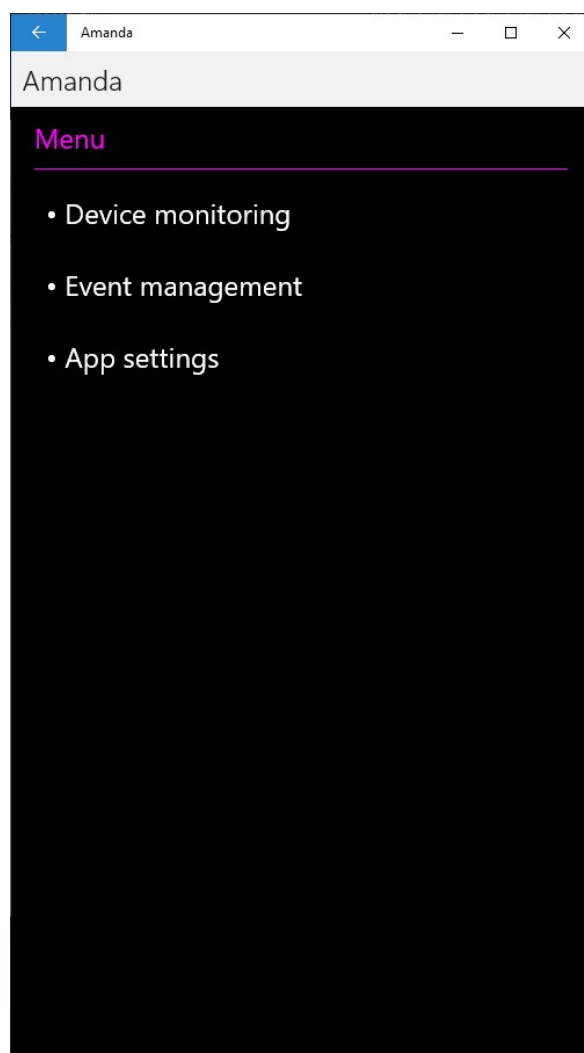 Amanda
Amanda
Menu
• Device monitoring
• Event management
• App settings